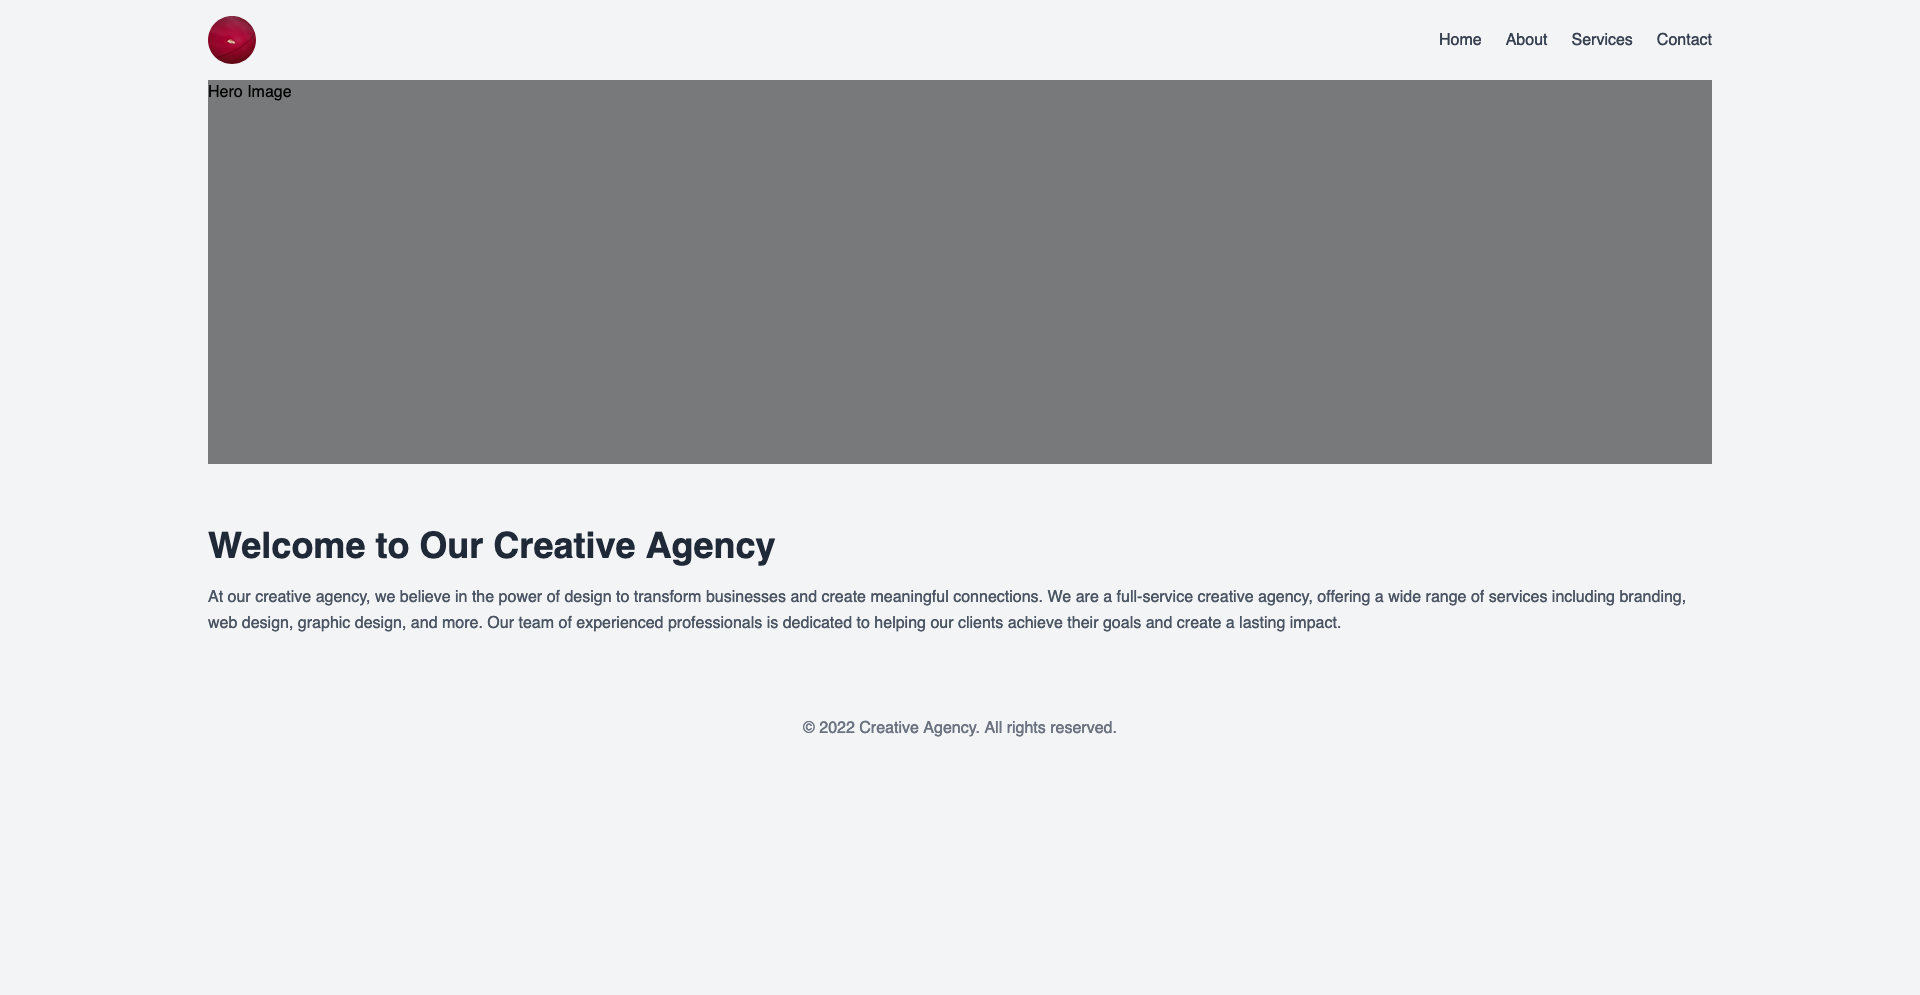 Home About Services Contact
Hero Image
Welcome to Our Creative Agency
At our creative agency, we believe in the power of design to transform businesses and create meaningful connections. We are a full-service creative agency, offering a wide range of services including branding,
web design, graphic design, and more. Our team of experienced professionals is dedicated to helping our clients achieve their goals and create a lasting impact.
© 2022 Creative Agency. All rights reserved.